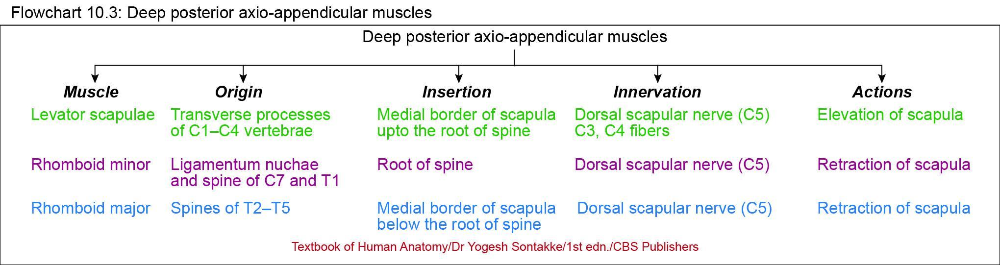 Flowchart 10.3: Deep posterior axio-appendicular muscles
Deep posterior axio-appendicular muscles
Muscle Origin Insertion Innervation Actions
Levator scapulae Transverse processes Medial border of scapula Dorsal scapular nerve (C5) Elevation of scapula
of C1–C4 vertebrae upto the root of spine C3, C4 fibers
Rhomboid minor Ligamentum nuchae Root of spine Dorsal scapular nerve (C5) Retraction of scapula
and spine of C7 and T1
Rhomboid major Spines of T2–T5 Medial border of scapula Dorsal scapular nerve (C5) Retraction of scapula
below the root of spine
Textbook of Human Anatomy/Dr Yogesh Sontakke/1st edn./CBS Publishers